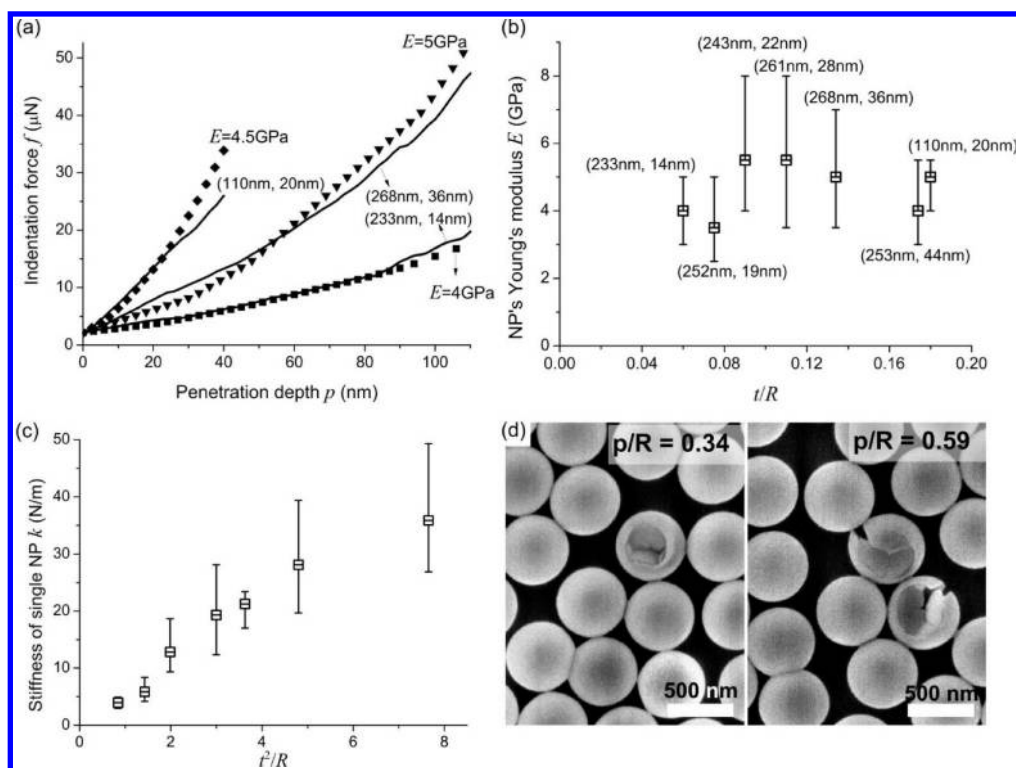 (a)
E=5GPa
50
40
30
20
10
0
E=4.5GPa
(110nm, 20nm)
(268nm, 36nm)
(233nm, 14nm)
E=4GPa
0 20 40 60 80 100
Indentation force f (μN)
Penetration depth p (nm)
(b)
(243nm, 22nm)
(261nm, 28nm)
(268nm, 36nm)
(110nm, 20nm)
(233nm, 14nm)
(252nm, 19nm)
(253nm, 44nm)
8
6
4
2
0
0.00 0.04 0.08 0.12 0.16 0.20
NP's Young's modulus E (GPa)
t/R
(c)
50
40
30
20
10
0
0 2 4 6 8
Stiffness of single NP k (N/m)
t²/R
(d)
p/R = 0.34
500 nm
p/R = 0.59
500 nm